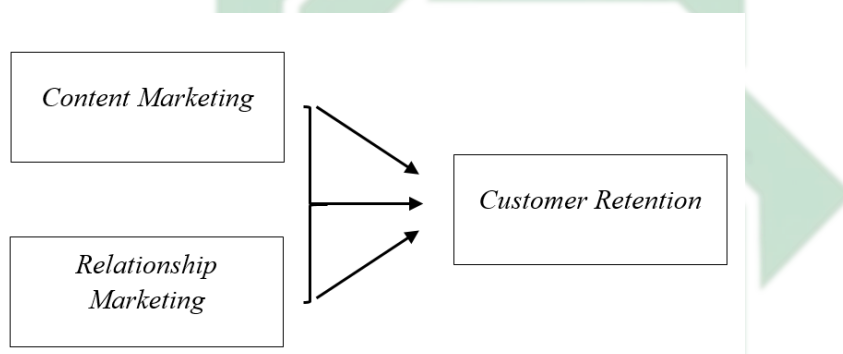 Content Marketing
Customer Retention
Relationship
Marketing